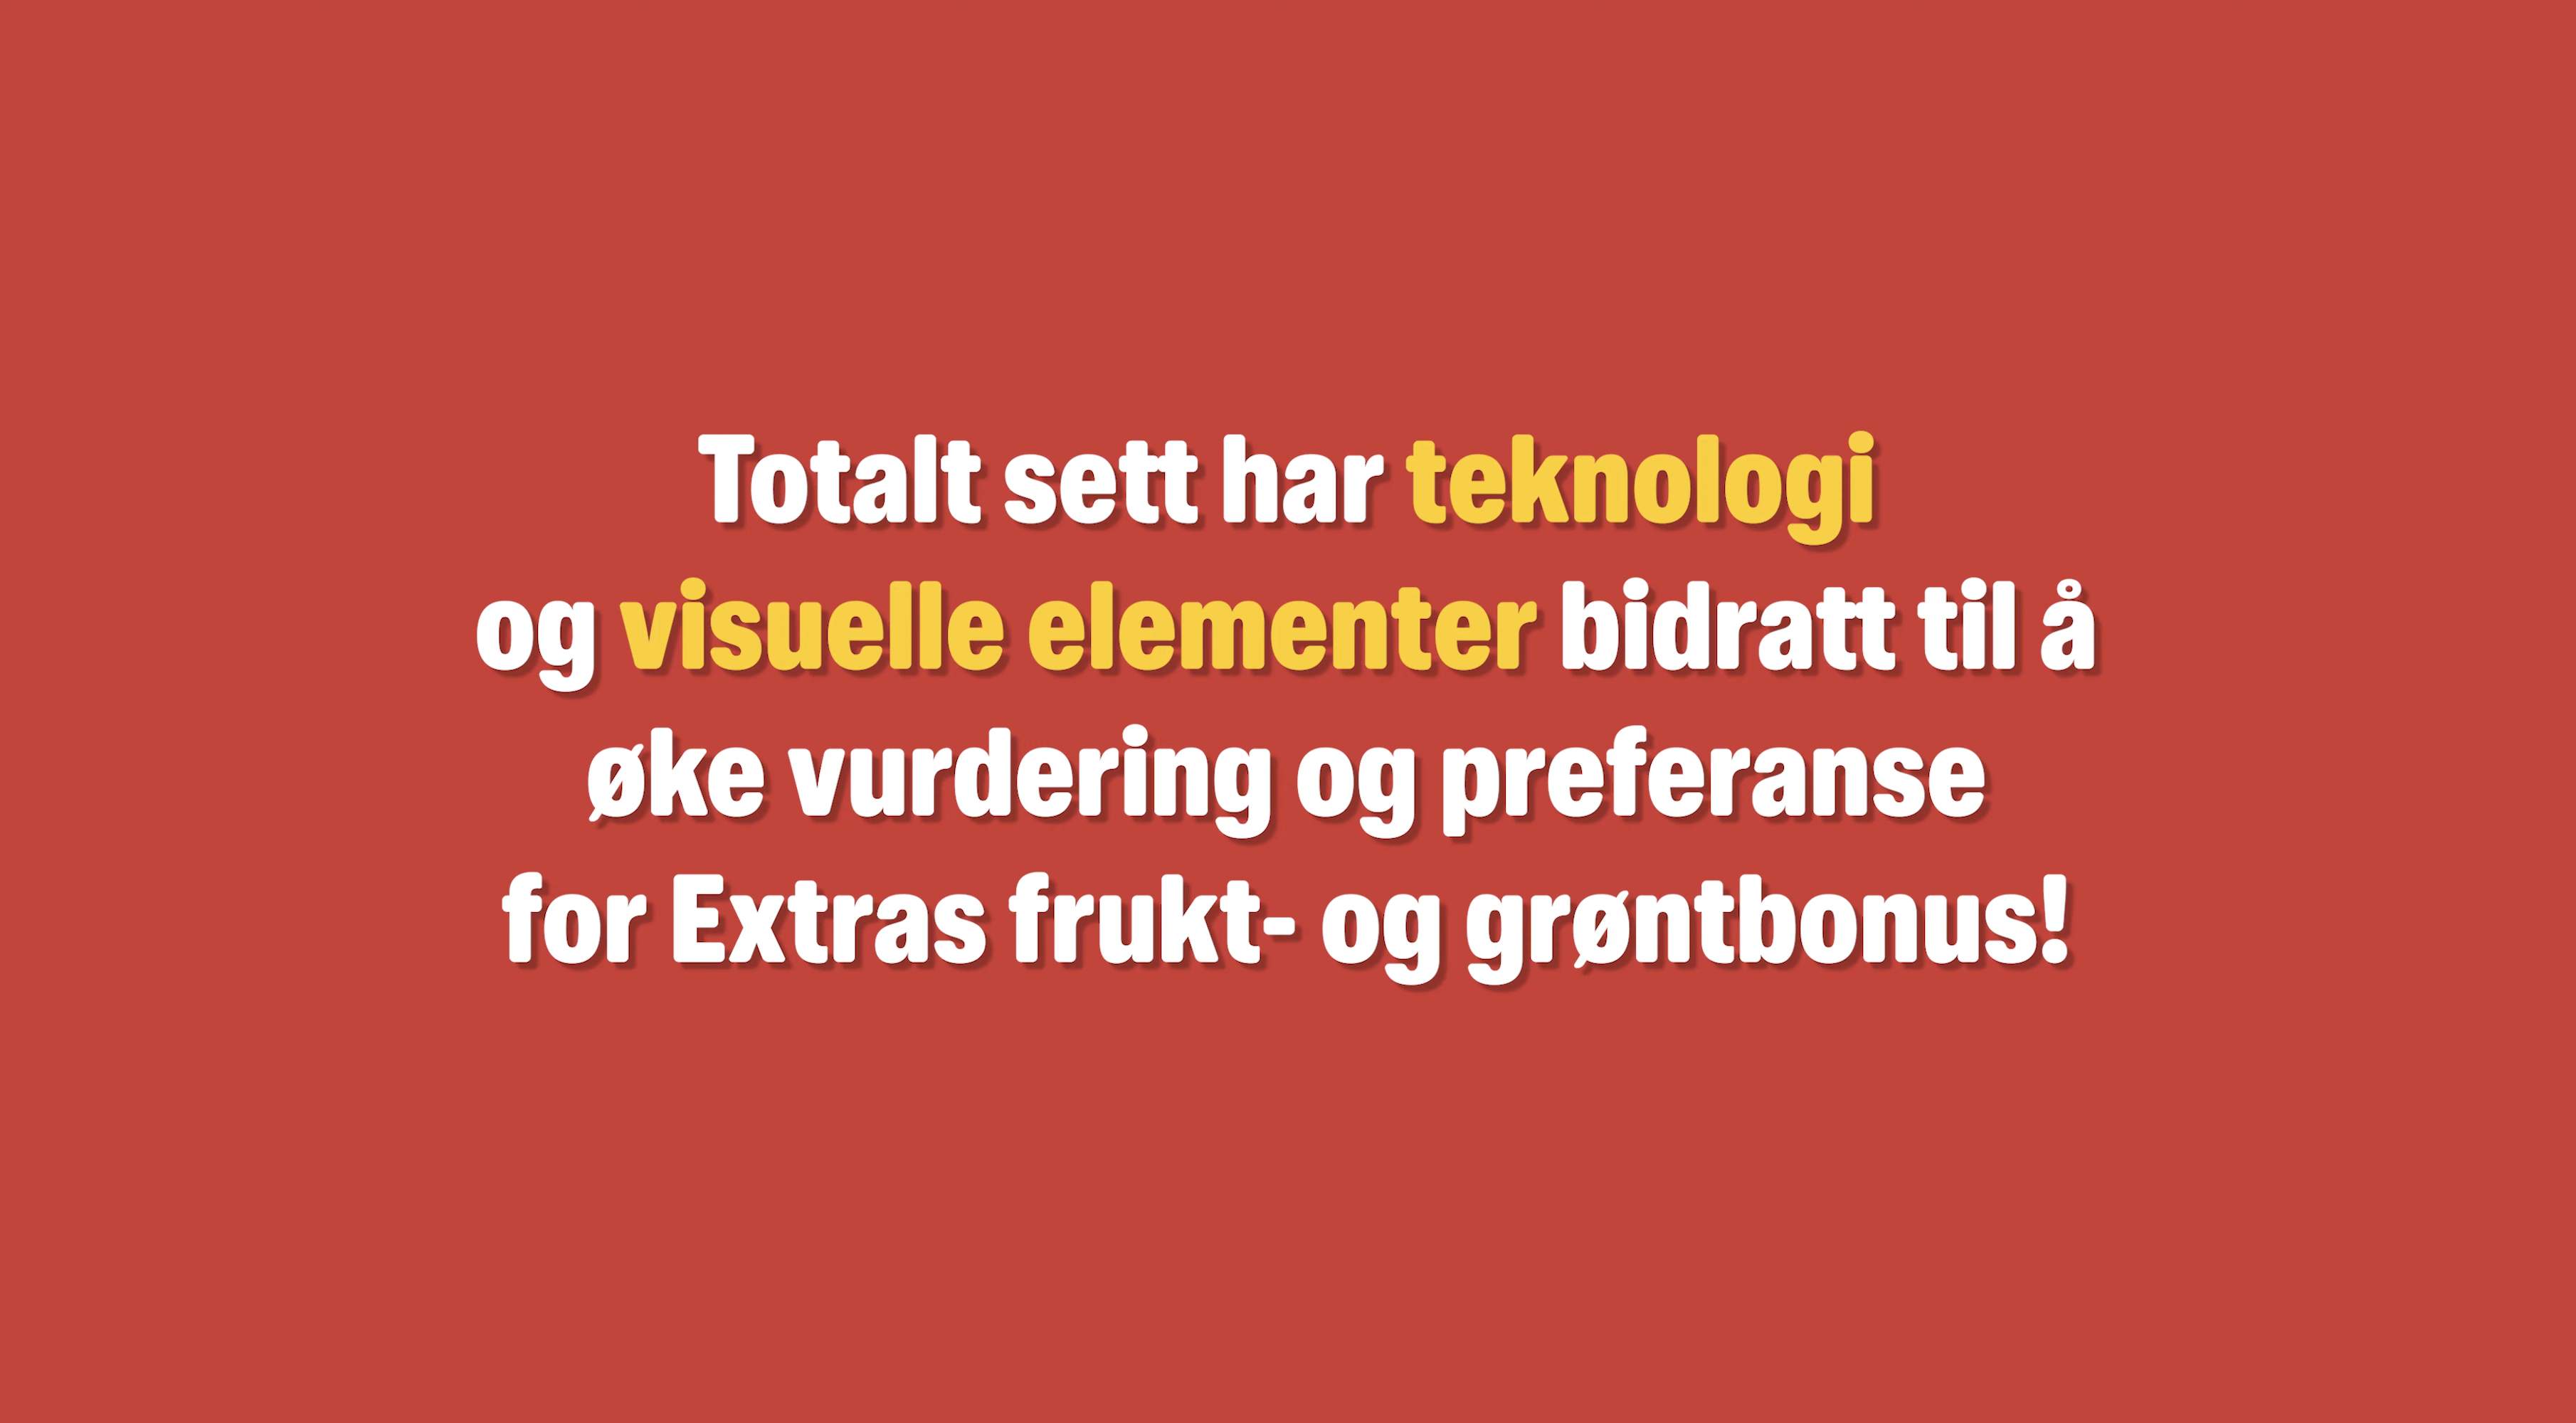 Totalt sett har teknologi
og visuelle elementer bidratt til å
øke vurdering og preferanse
for Extras frukt- og grøntbonus!